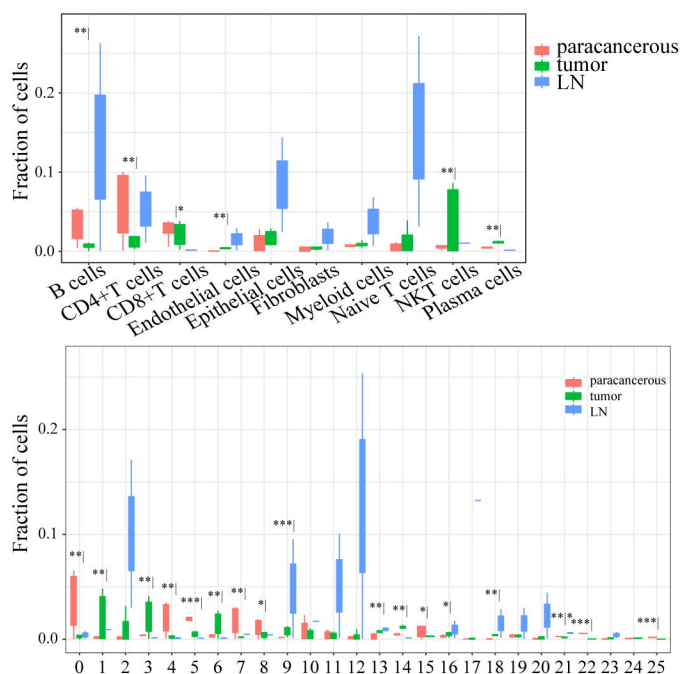 paracancerous
tumor
LN
Fraction of cells
0.2
0.1
0.0
**|
**|
*|
**|
**|
**|
B cells
CD4+T cells
CD8+T cells
Endothelial cells
Epithelial cells
Fibroblasts
Myeloid cells
Naive T cells
NKT cells
Plasma cells
paracancerous
tumor
LN
Fraction of cells
0.2
0.1
0.0
**|
**|
**|
**|
***|
**|
**|
*|
***|
**|
**|
*|
*|
**|
**|*
***|
***|
0 1 2 3 4 5 6 7 8 9 10 11 12 13 14 15 16 17 18 19 20 21 22 23 24 25